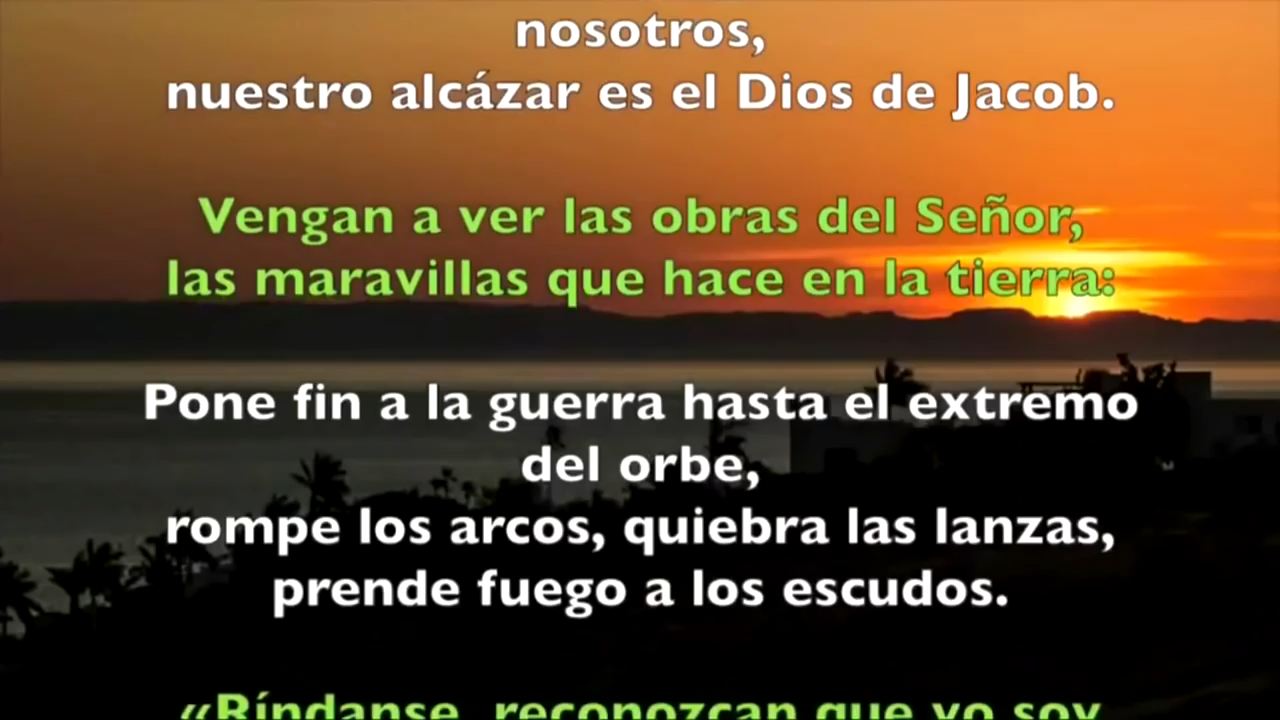 nosotros,
nuestro alcázar es el Dios de Jacob.
Vengan a ver las obras del Señor,
las maravillas que hace en la tierra:
Pone fin a la guerra hasta el extremo
del orbe,
rompe los arcos, quiebra las lanzas,
prende fuego a los escudos.
«Ríndanse, reconozcan que yo soy